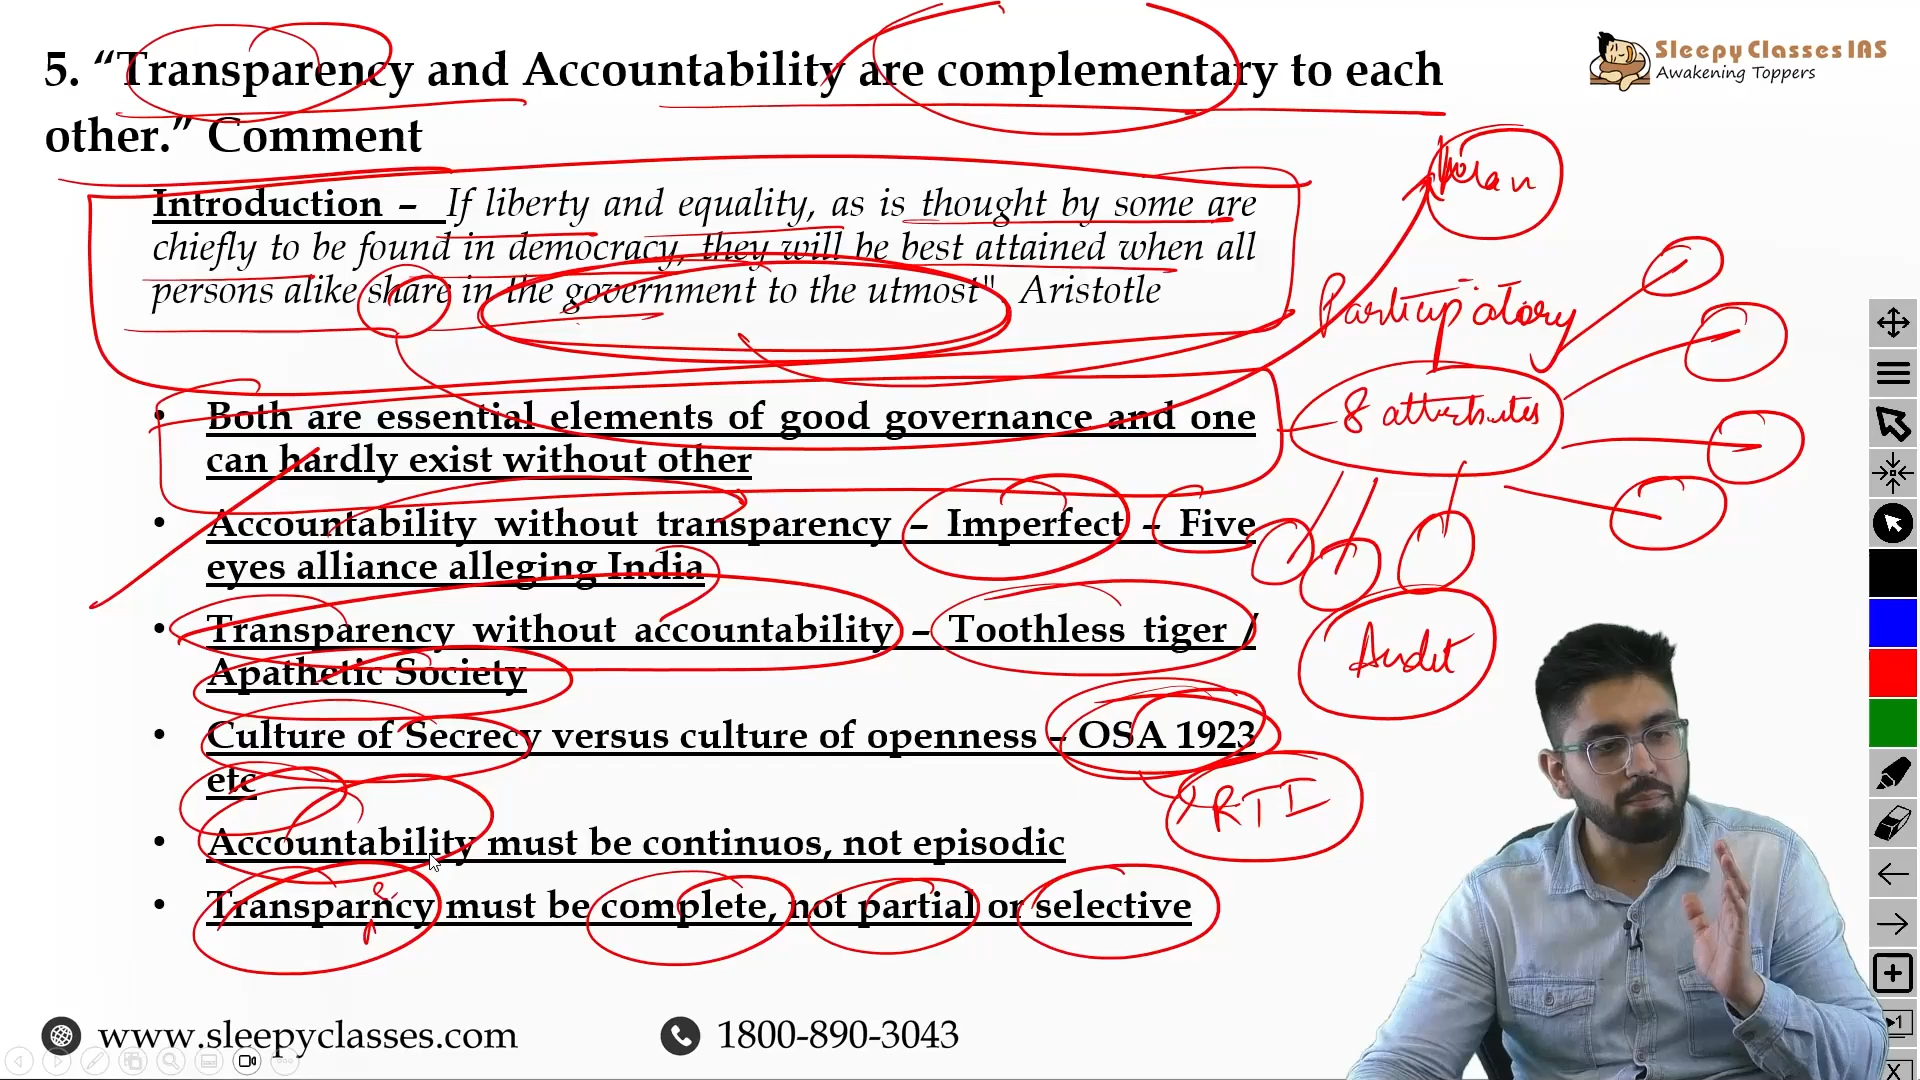 5. “Transparency and Accountability are complementary to each
other.” Comment
Sleepy Classes IAS
Awakening Toppers
Introduction – If liberty and equality, as is thought by some are
chiefly to be found in democracy, they will be best attained when all
persons alike share in the government to the utmost" Aristotle
Participatory
8 attributes
• Both are essential elements of good governance and one
can hardly exist without other
• Accountability without transparency – Imperfect – Five
eyes alliance alleging India
• Transparency without accountability – Toothless tiger /
Apathetic Society
Audit
• Culture of Secrecy versus culture of openness – OSA 1923
etc
RTI
• Accountability must be continuos, not episodic
• Transparncy must be complete, not partial or selective
e
www.sleepyclasses.com
1800-890-3043